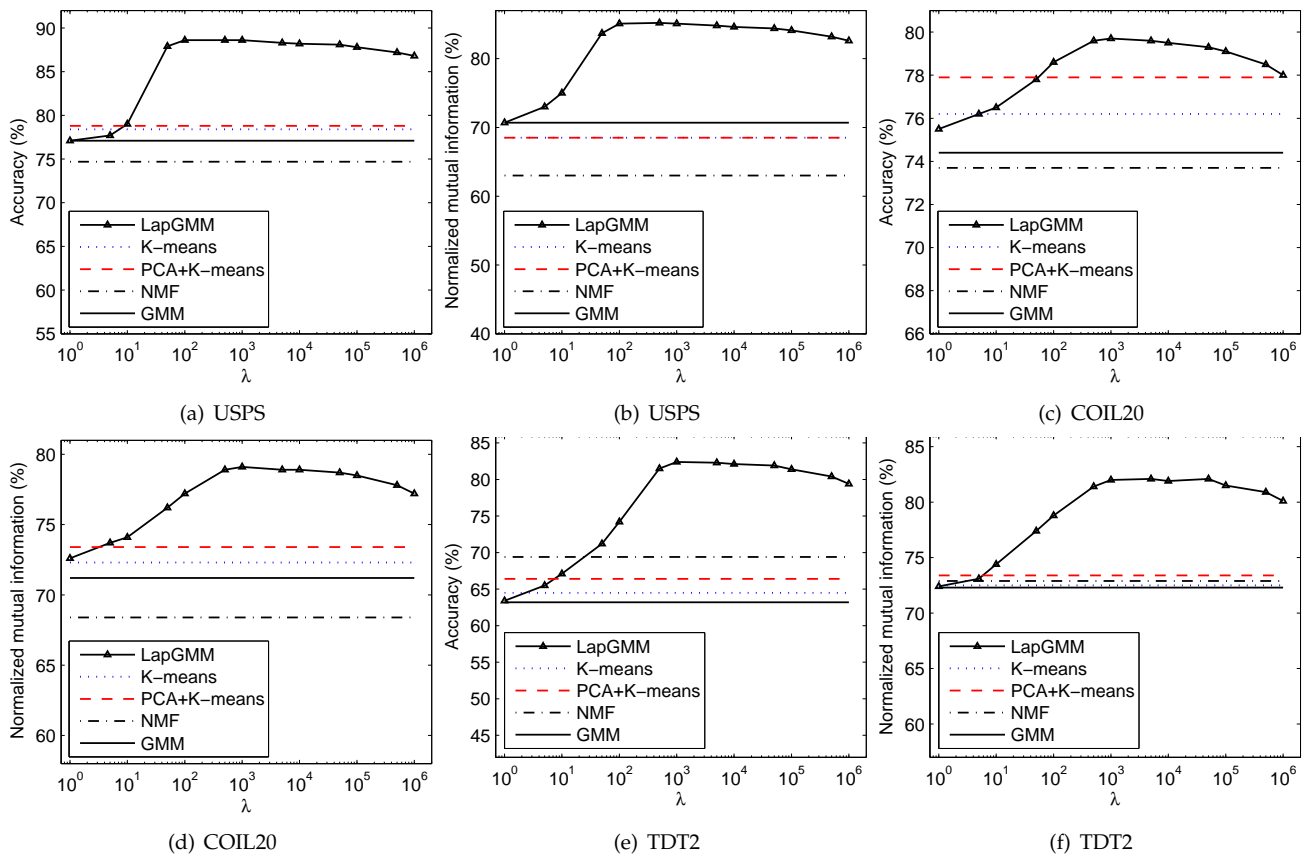 Accuracy (%)
90
85
80
75
70
65
60
55
LapGMM
K−means
PCA+K−means
NMF
GMM
10^0 10^1 10^2 10^3 10^4 10^5 10^6
λ
(a) USPS
Normalized mutual information (%)
80
70
60
50
40
LapGMM
K−means
PCA+K−means
NMF
GMM
10^0 10^1 10^2 10^3 10^4 10^5 10^6
λ
(b) USPS
Accuracy (%)
80
78
76
74
72
70
68
66
LapGMM
K−means
PCA+K−means
NMF
GMM
10^0 10^1 10^2 10^3 10^4 10^5 10^6
λ
(c) COIL20
Normalized mutual information (%)
80
75
70
65
60
LapGMM
K−means
PCA+K−means
NMF
GMM
10^0 10^1 10^2 10^3 10^4 10^5 10^6
λ
(d) COIL20
Accuracy (%)
85
80
75
70
65
60
55
50
45
LapGMM
K−means
PCA+K−means
NMF
GMM
10^0 10^1 10^2 10^3 10^4 10^5 10^6
λ
(e) TDT2
Normalized mutual information (%)
85
80
75
70
65
60
LapGMM
K−means
PCA+K−means
NMF
GMM
10^0 10^1 10^2 10^3 10^4 10^5 10^6
λ
(f) TDT2